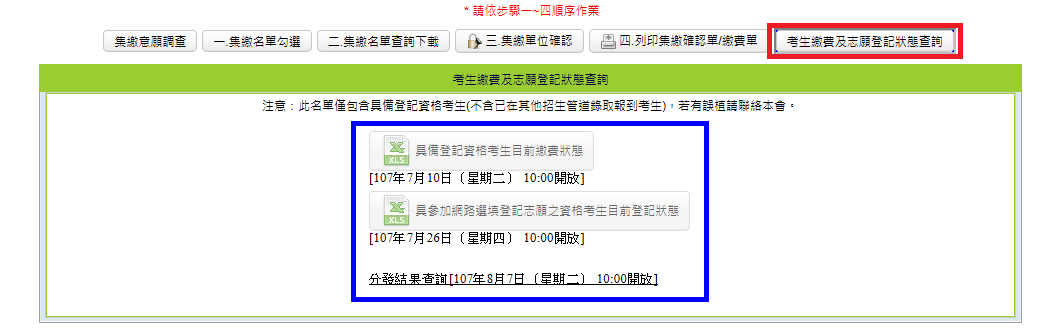 * 請依步驟一~四順序作業
集繳意願調查 一.集繳名單勾選 二.集繳名單查詢下載 三.集繳單位確認 四.列印集繳確認單/繳費單 考生繳費及志願登記狀態查詢
考生繳費及志願登記狀態查詢
注意：此名單僅包含具備登記資格考生(不含已在其他招生管道錄取報到考生)，若有誤植請聯絡本會。
XLS 具備登記資格考生目前繳費狀態
[107年7月10日〔星期二〕 10:00開放]
XLS 具參加網路選填登記志願之資格考生目前登記狀態
[107年7月26日〔星期四〕 10:00開放]
分發結果查詢[107年8月7日〔星期二〕 10:00開放]